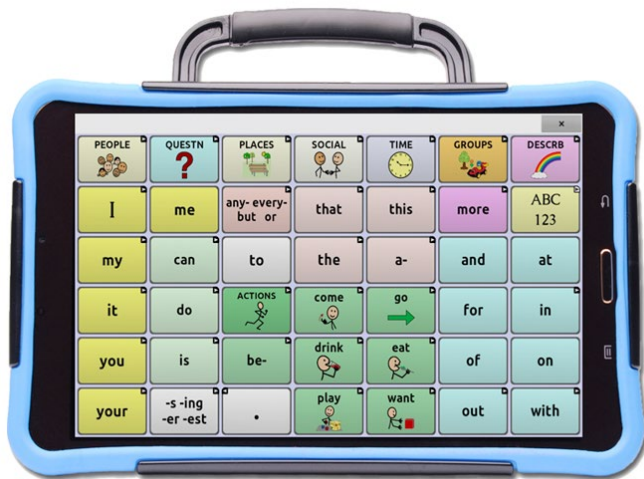 ×
PEOPLE QUESTN PLACES SOCIAL TIME GROUPS DESCRB
?
I me any- every- but or that this more ABC 123
my can to the a- and at
it do ACTIONS come go for in
you is be- drink eat of on
your -s -ing -er -est . play want out with